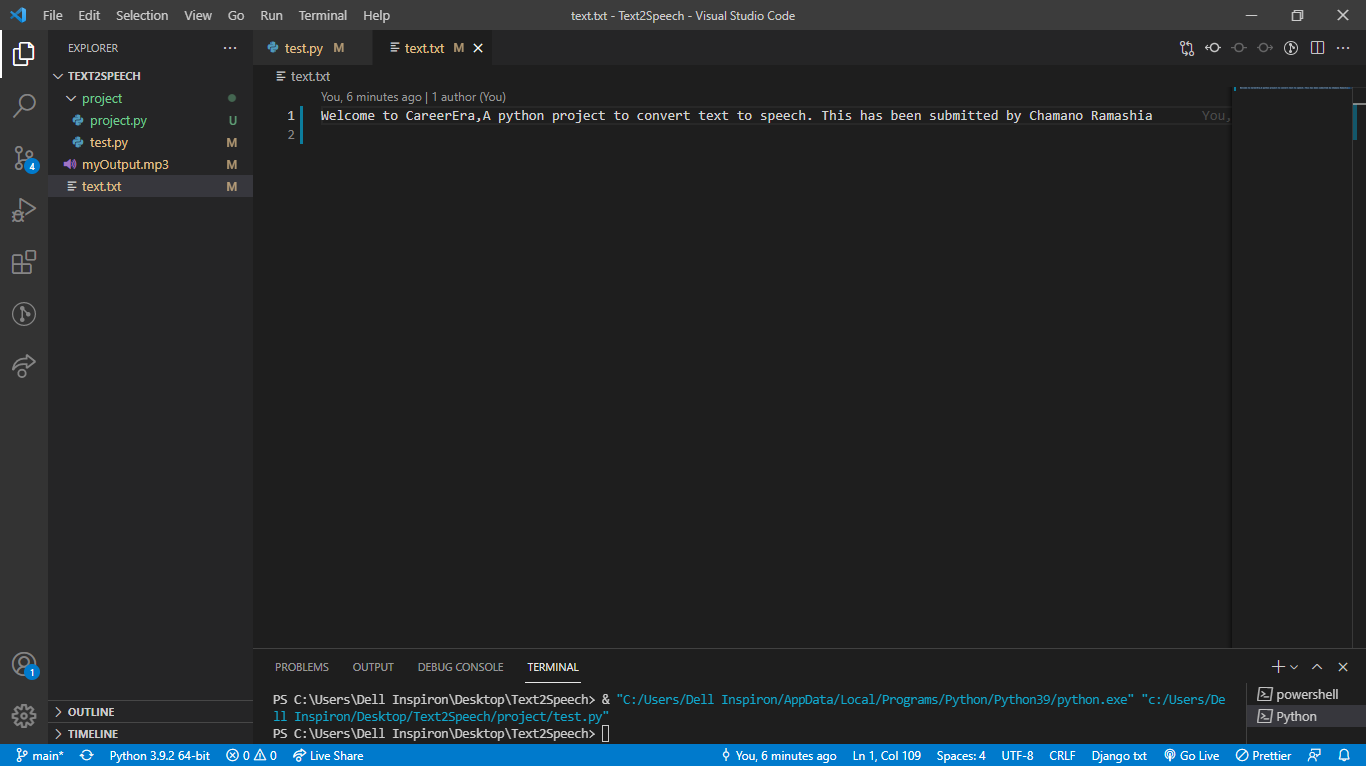 File Edit Selection View Go Run Terminal Help text.txt - Text2Speech - Visual Studio Code
EXPLORER
TEXT2SPEECH
project
project.py U
test.py M
myOutput.mp3 M
text.txt M
OUTLINE
TIMELINE
4
1
test.py M text.txt M
text.txt
You, 6 minutes ago | 1 author (You)
1 Welcome to CareerEra,A python project to convert text to speech. This has been submitted by Chamano Ramashia You,
2
PROBLEMS OUTPUT DEBUG CONSOLE TERMINAL
PS C:\Users\Dell Inspiron\Desktop\Text2Speech> & "C:/Users/Dell Inspiron/AppData/Local/Programs/Python/Python39/python.exe" "c:/Users/De
ll Inspiron/Desktop/Text2Speech/project/test.py"
PS C:\Users\Dell Inspiron\Desktop\Text2Speech>
powershell
Python
main* Python 3.9.2 64-bit 0 0 Live Share You, 6 minutes ago Ln 1, Col 109 Spaces: 4 UTF-8 CRLF Django txt Go Live Prettier